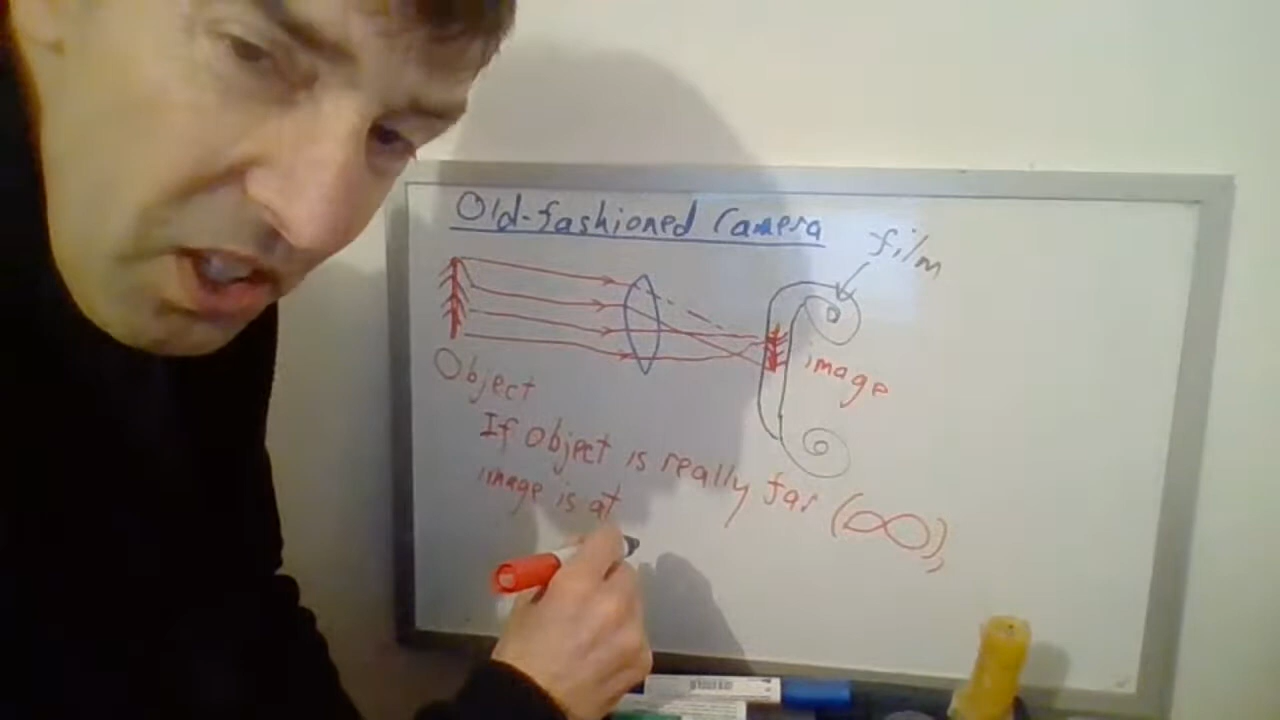 Old-fashioned Camera
film
image
Object
If object is really far (∞),
image is at